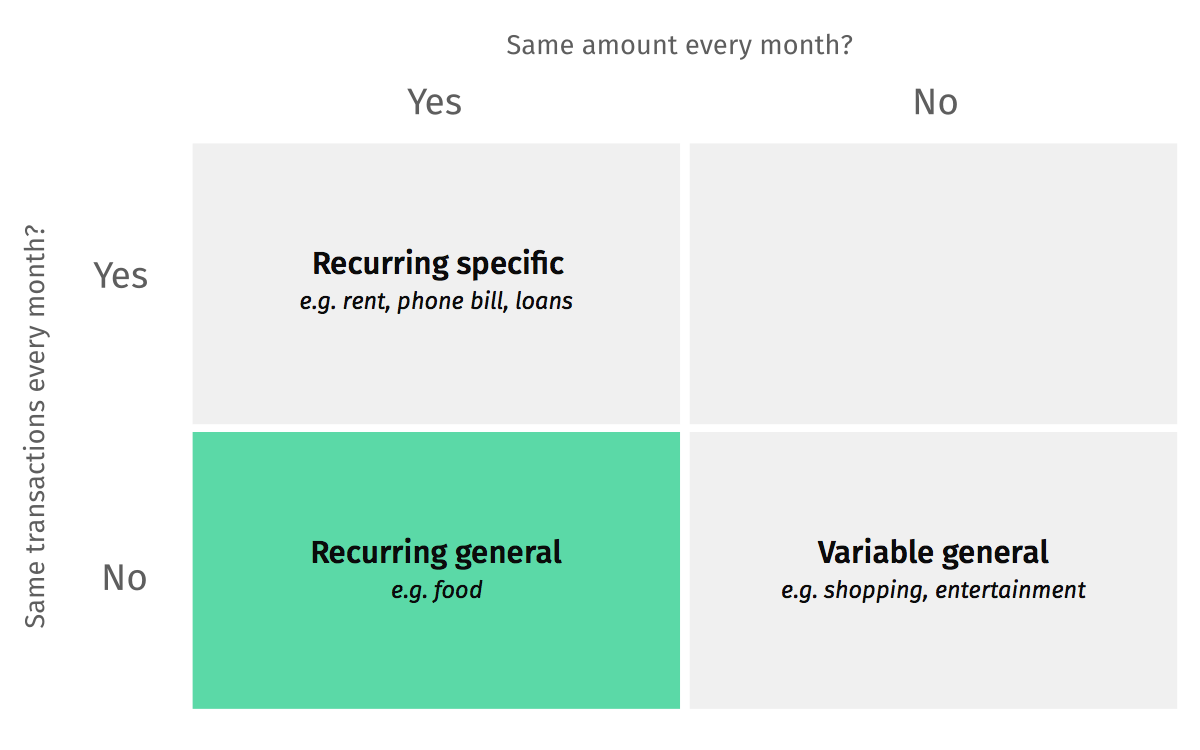 Same amount every month?
Yes
No
Same transactions every month?
Yes
Recurring specific
e.g. rent, phone bill, loans
No
Recurring general
e.g. food
Variable general
e.g. shopping, entertainment